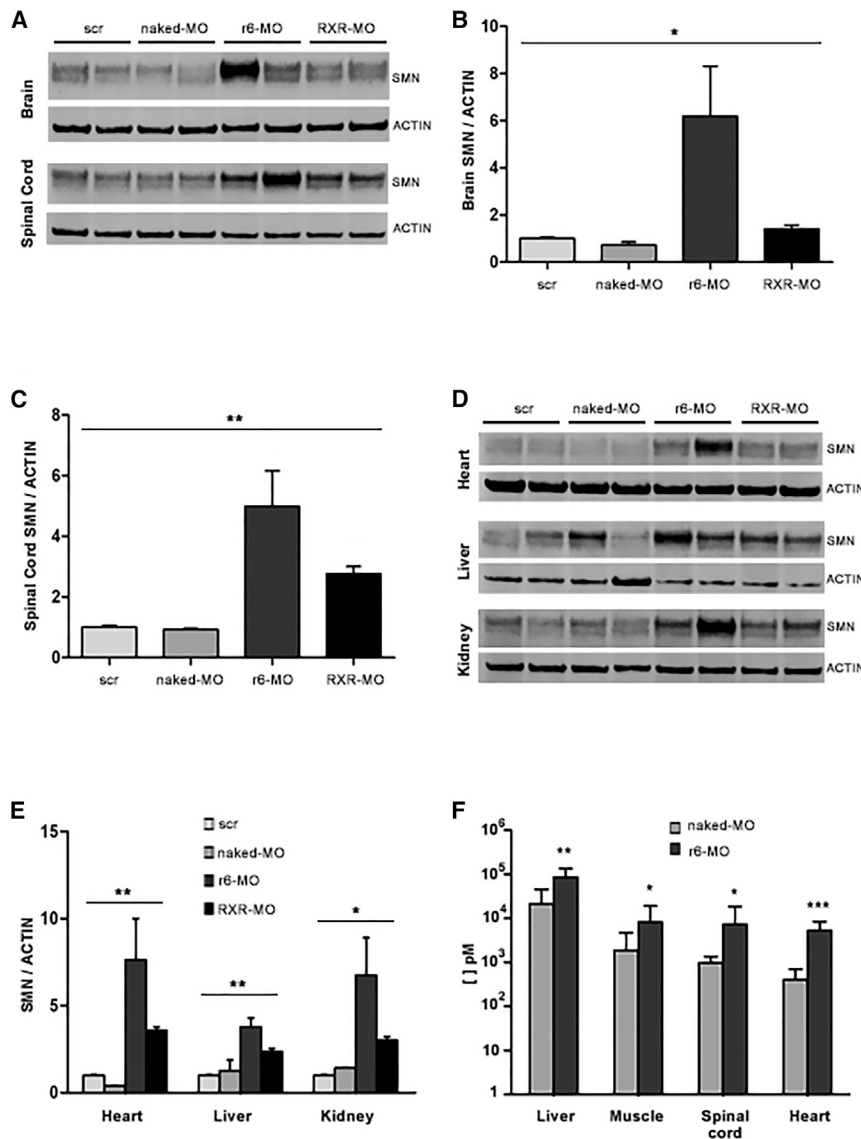 A
scr naked-MO r6-MO RXR-MO
Brain
SMN
ACTIN
Spinal Cord
SMN
ACTIN
B
*
Brain SMN / ACTIN
10
8
6
4
2
0
scr naked-MO r6-MO RXR-MO
C
**
Spinal Cord SMN / ACTIN
8
6
4
2
0
scr naked-MO r6-MO RXR-MO
D
scr naked-MO r6-MO RXR-MO
Heart
SMN
ACTIN
Liver
SMN
ACTIN
Kidney
SMN
ACTIN
E
scr
naked-MO
r6-MO
RXR-MO
** ** *
SMN / ACTIN
15
10
5
0
Heart Liver Kidney
F
naked-MO
r6-MO
** * * ***
[ ] pM
10⁶
10⁵
10⁴
10³
10²
1
1
Liver Muscle Spinal cord Heart